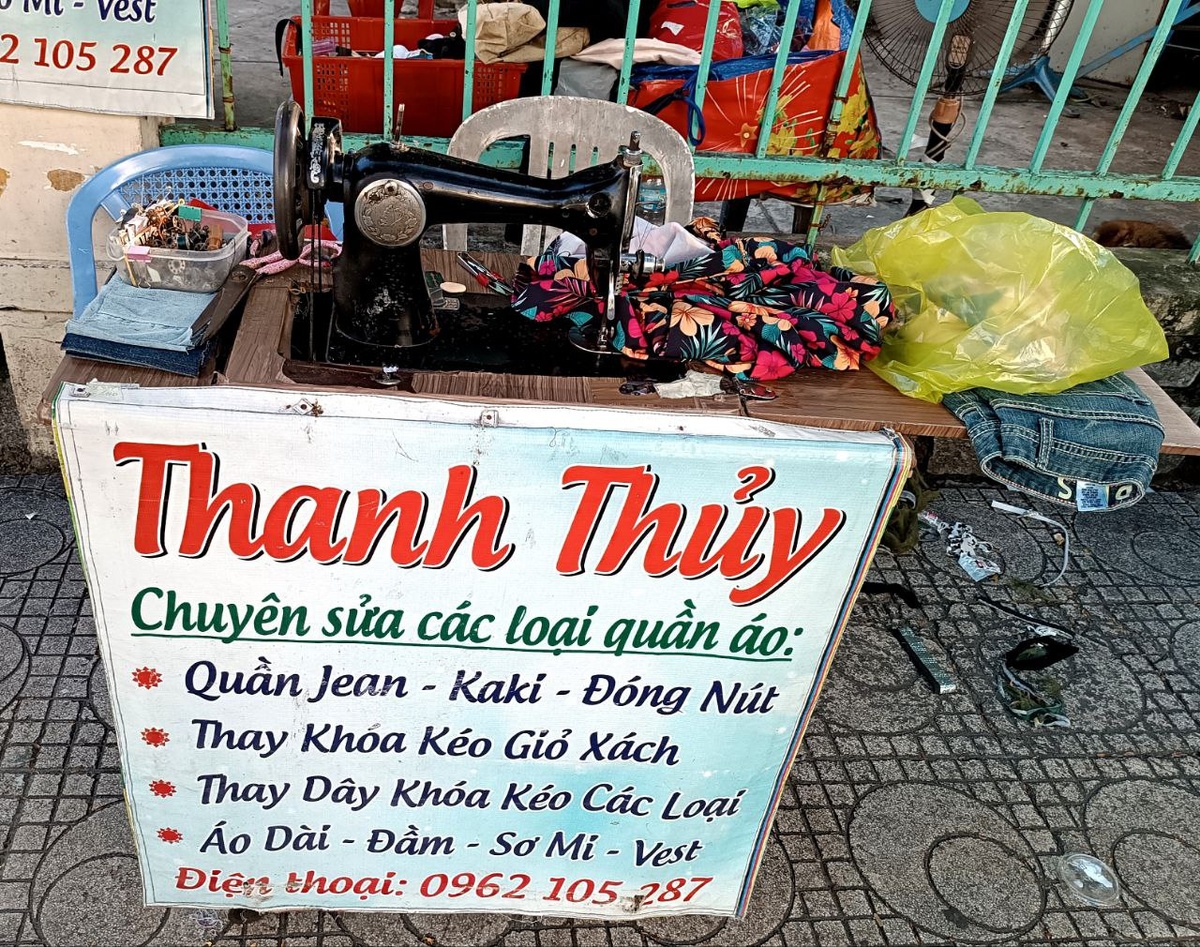 Sơ Mi - Vest
2 105 287
Thanh Thủy
Chuyên sửa các loại quần áo:
Quần Jean - Kaki - Đóng Nút
Thay Khóa Kéo Giỏ Xách
Thay Dây Khóa Kéo Các Loại
Áo Dài - Đầm - Sơ Mi - Vest
Điện thoại: 0962 105 287